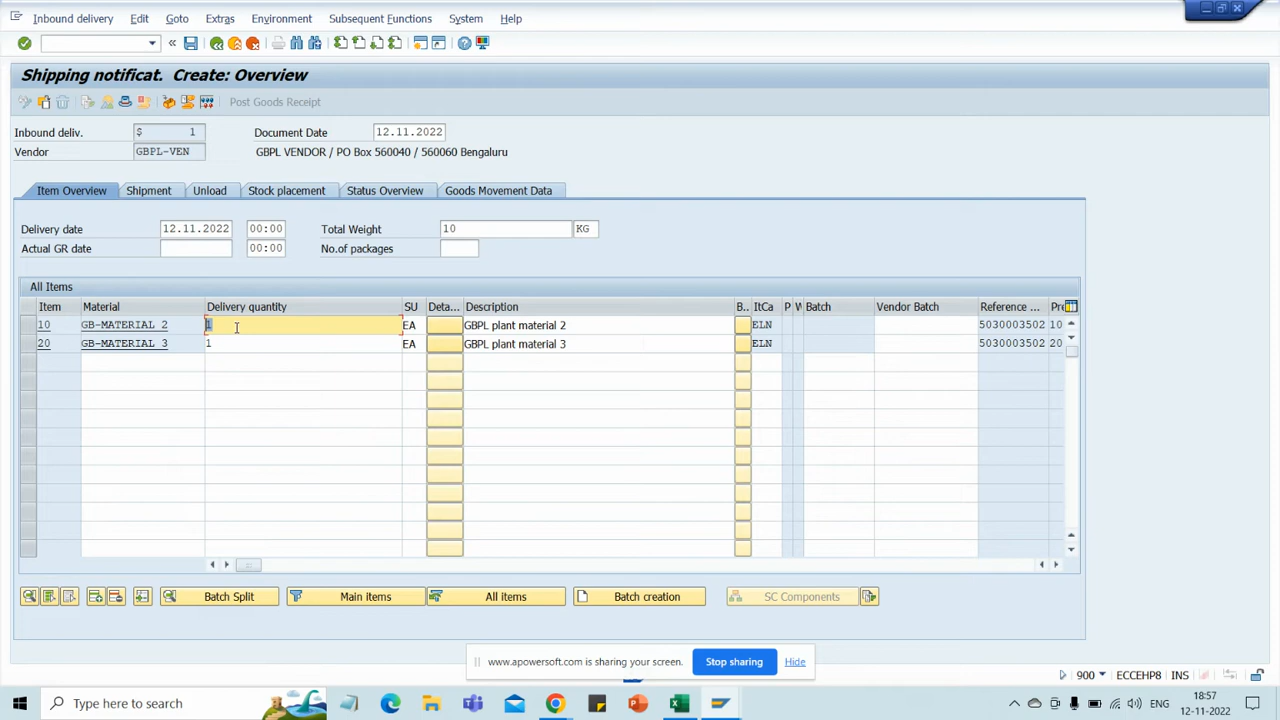 Inbound delivery Edit Goto Extras Environment Subsequent Functions System Help
Shipping notificat. Create: Overview
Post Goods Receipt
Inbound deliv. $ 1 Document Date 12.11.2022
Vendor GBPL-VEN GBPL VENDOR / PO Box 560040 / 560060 Bengaluru
Item Overview Shipment Unload Stock placement Status Overview Goods Movement Data
Delivery date 12.11.2022 00:00 Total Weight 10 KG
Actual GR date 00:00 No.of packages
All Items
Item Material Delivery quantity SU Deta... Description B.. ItCa P W Batch Vendor Batch Reference ... Pre
10 GB-MATERIAL 2 1 EA GBPL plant material 2 ELN 5030003502 10
20 GB-MATERIAL 3 1 EA GBPL plant material 3 ELN 5030003502 20
Batch Split Main items All items Batch creation SC Components
www.apowersoft.com is sharing your screen. Stop sharing Hide
900 ECCEHP8 INS
Type here to search ENG 18:57
12-11-2022